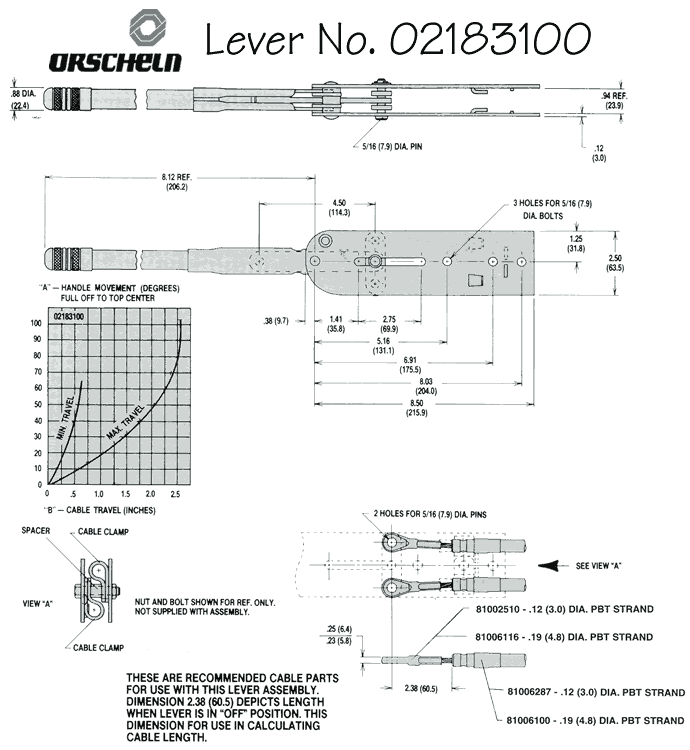 ORSCHELN
Lever No. 02183100
.88 DIA.
(22.4)
.94 REF.
(23.9)
5/16 (7.9) DIA. PIN
.12
(3.0)
8.12 REF.
(206.2)
4.50
(114.3)
3 HOLES FOR 5/16 (7.9)
DIA. BOLTS
1.25
(31.8)
2.50
(63.5)
"A" — HANDLE MOVEMENT (DEGREES)
FULL OFF TO TOP CENTER
.38 (9.7)
1.41
(35.8)
2.75
(69.9)
5.16
(131.1)
6.91
(175.5)
8.03
(204.0)
8.50
(215.9)
02183100
100
90
80
70
60
50
40
30
20
10
0
MIN. TRAVEL
MAX. TRAVEL
0 .5 1.0 1.5 2.0 2.5
"B" — CABLE TRAVEL (INCHES)
2 HOLES FOR 5/16 (7.9) DIA. PINS
SPACER
CABLE CLAMP
SEE VIEW "A"
VIEW "A"
NUT AND BOLT SHOWN FOR REF. ONLY.
NOT SUPPLIED WITH ASSEMBLY.
CABLE CLAMP
81002510 - .12 (3.0) DIA. PBT STRAND
.25 (6.4)
.23 (5.8)
81006116 - .19 (4.8) DIA. PBT STRAND
2.38 (60.5)
81006287 - .12 (3.0) DIA. PBT STRAND
81006100 - .19 (4.8) DIA. PBT STRAND
THESE ARE RECOMMENDED CABLE PARTS
FOR USE WITH THIS LEVER ASSEMBLY.
DIMENSION 2.38 (60.5) DEPICTS LENGTH
WHEN LEVER IS IN "OFF" POSITION. THIS
DIMENSION FOR USE IN CALCULATING
CABLE LENGTH.